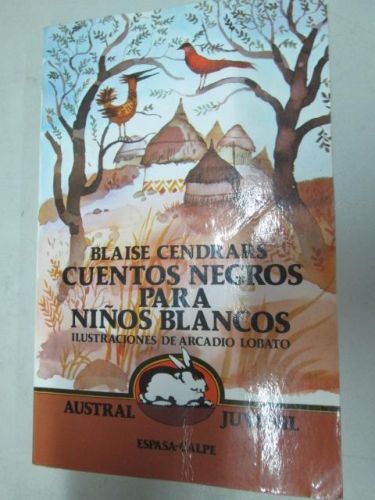 BLAISE CENDRARS
CUENTOS NEGROS
PARA
NIÑOS BLANCOS
ILUSTRACIONES DE ARCADIO LOBATO
AUSTRAL JUVENIL
ESPASA-CALPE